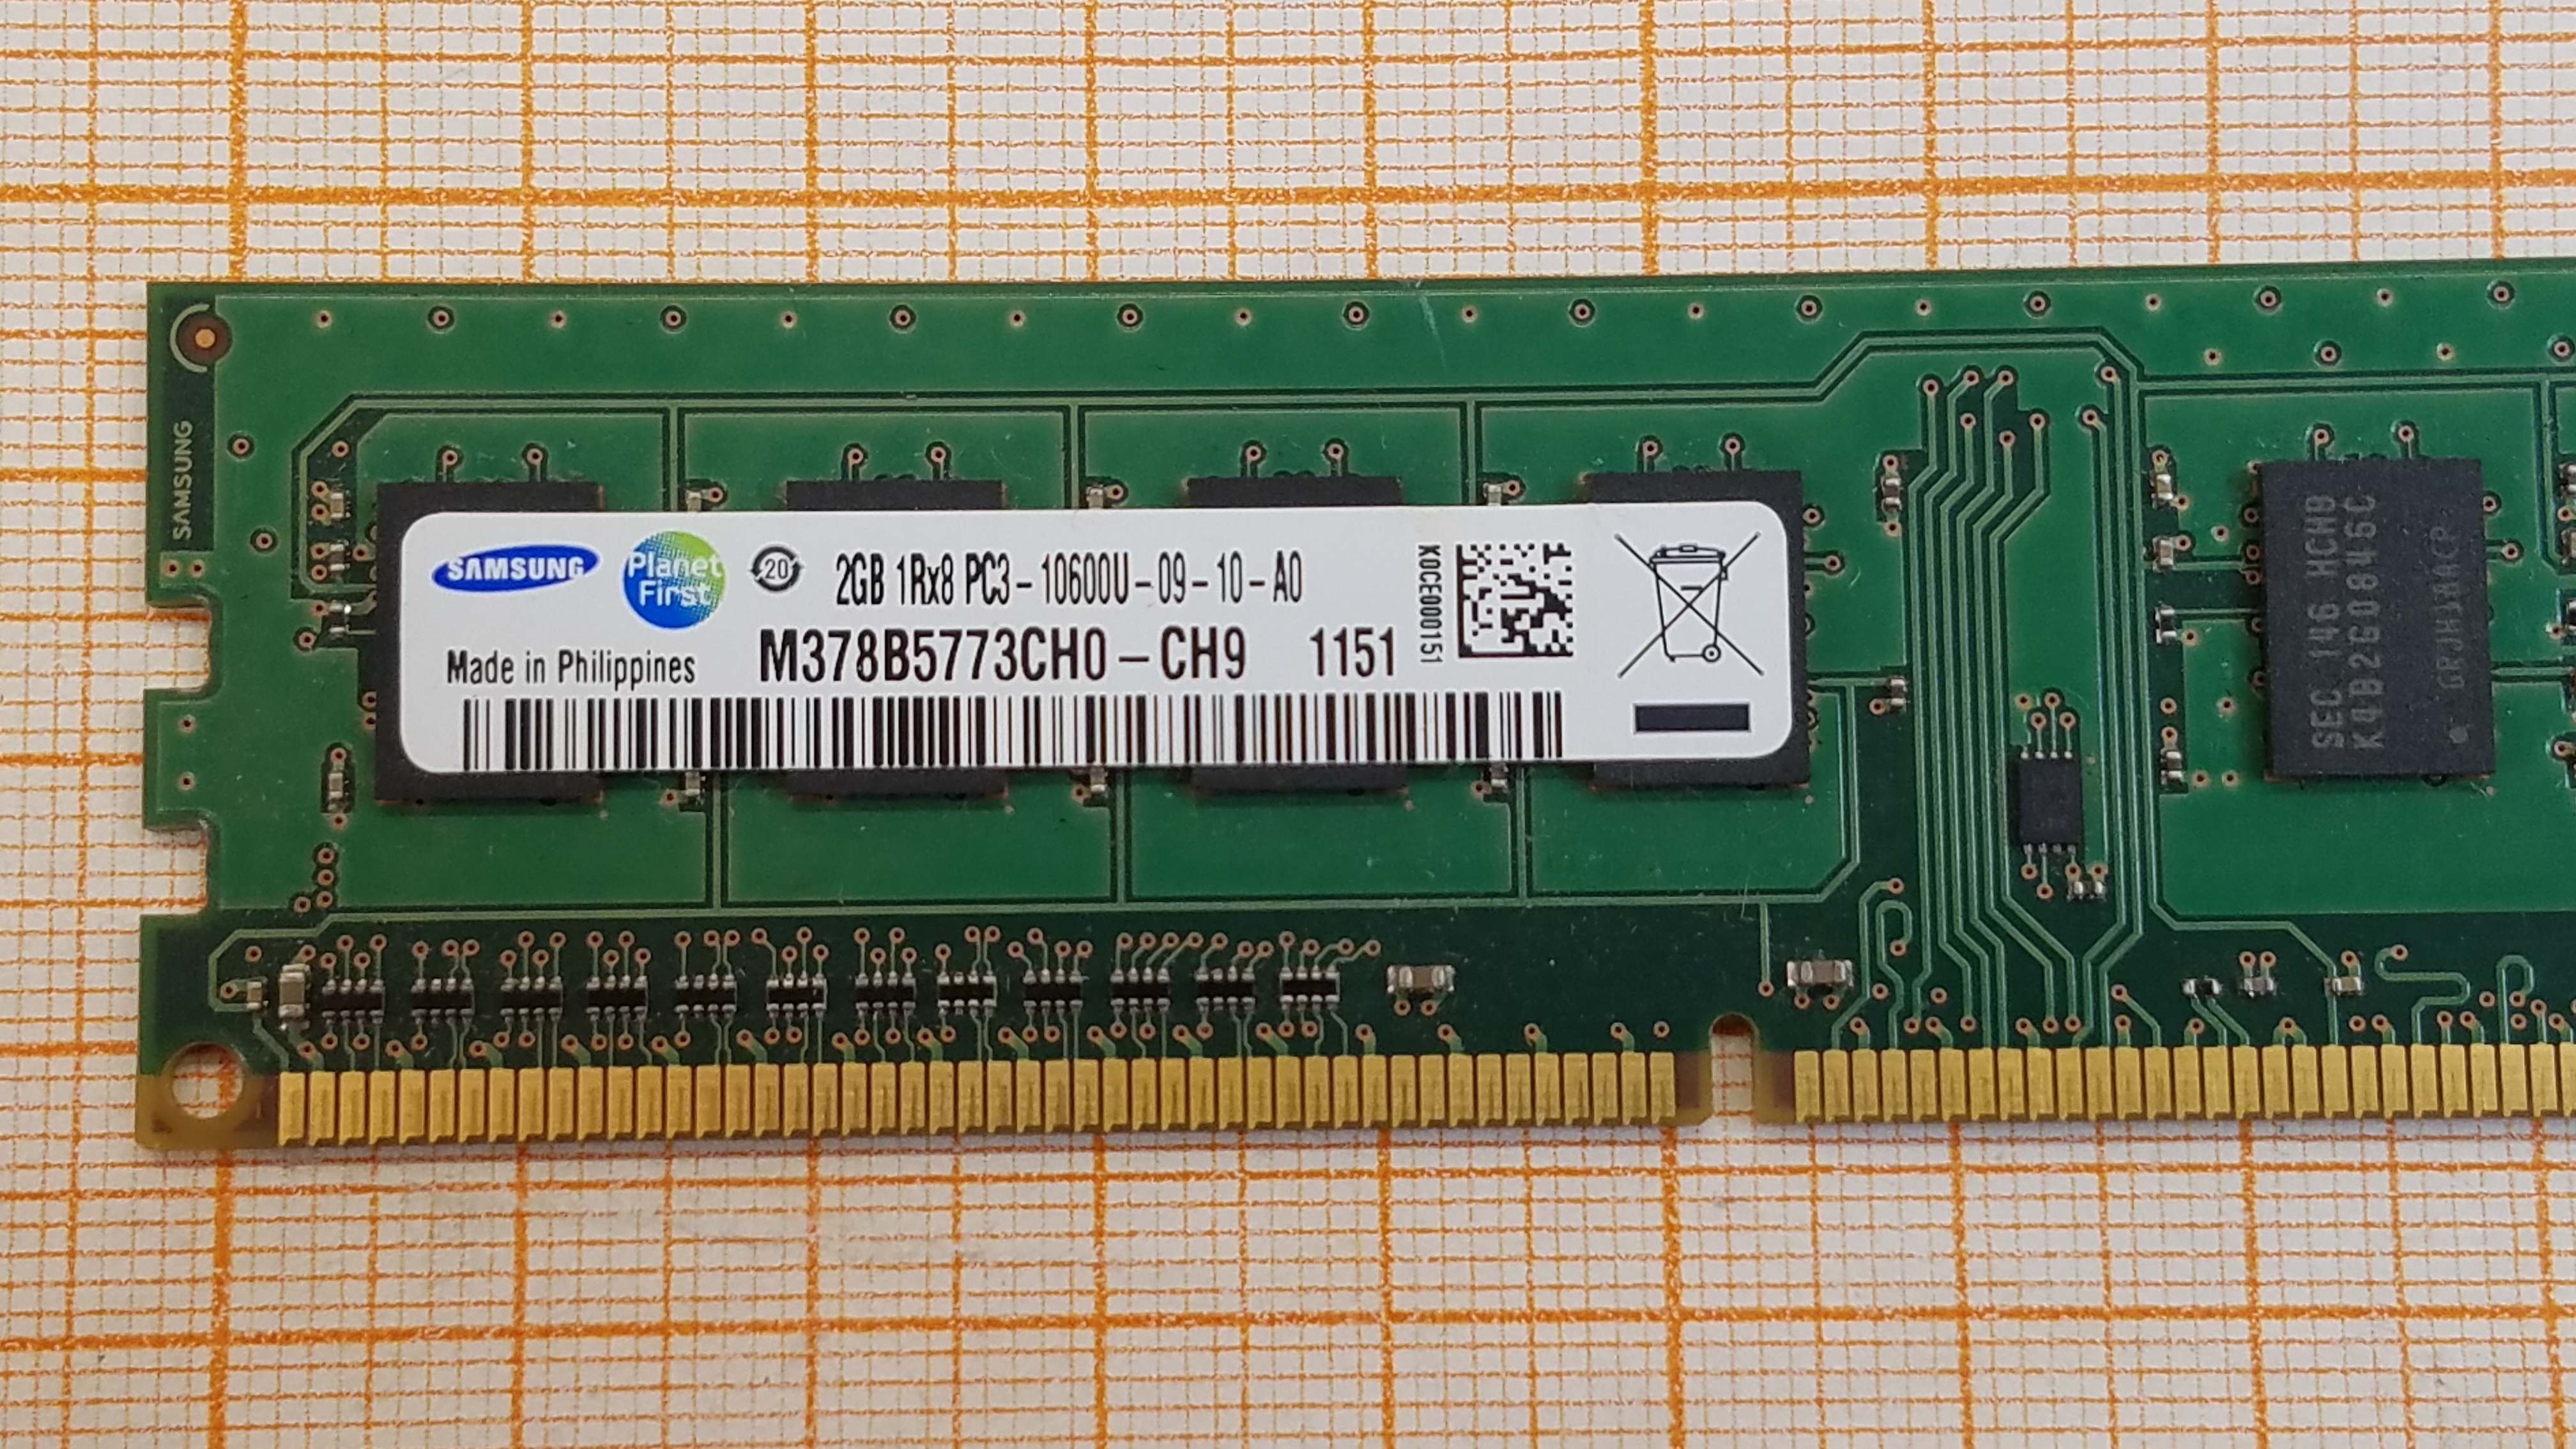 SAMSUNG
SAMSUNG
Planet
First
20
2GB 1Rx8 PC3-10600U-09-10-A0
Made in Philippines
M378B5773CH0-CH9 1151
K0CE000151
SEC 146 HCH9
K4B2G0846C